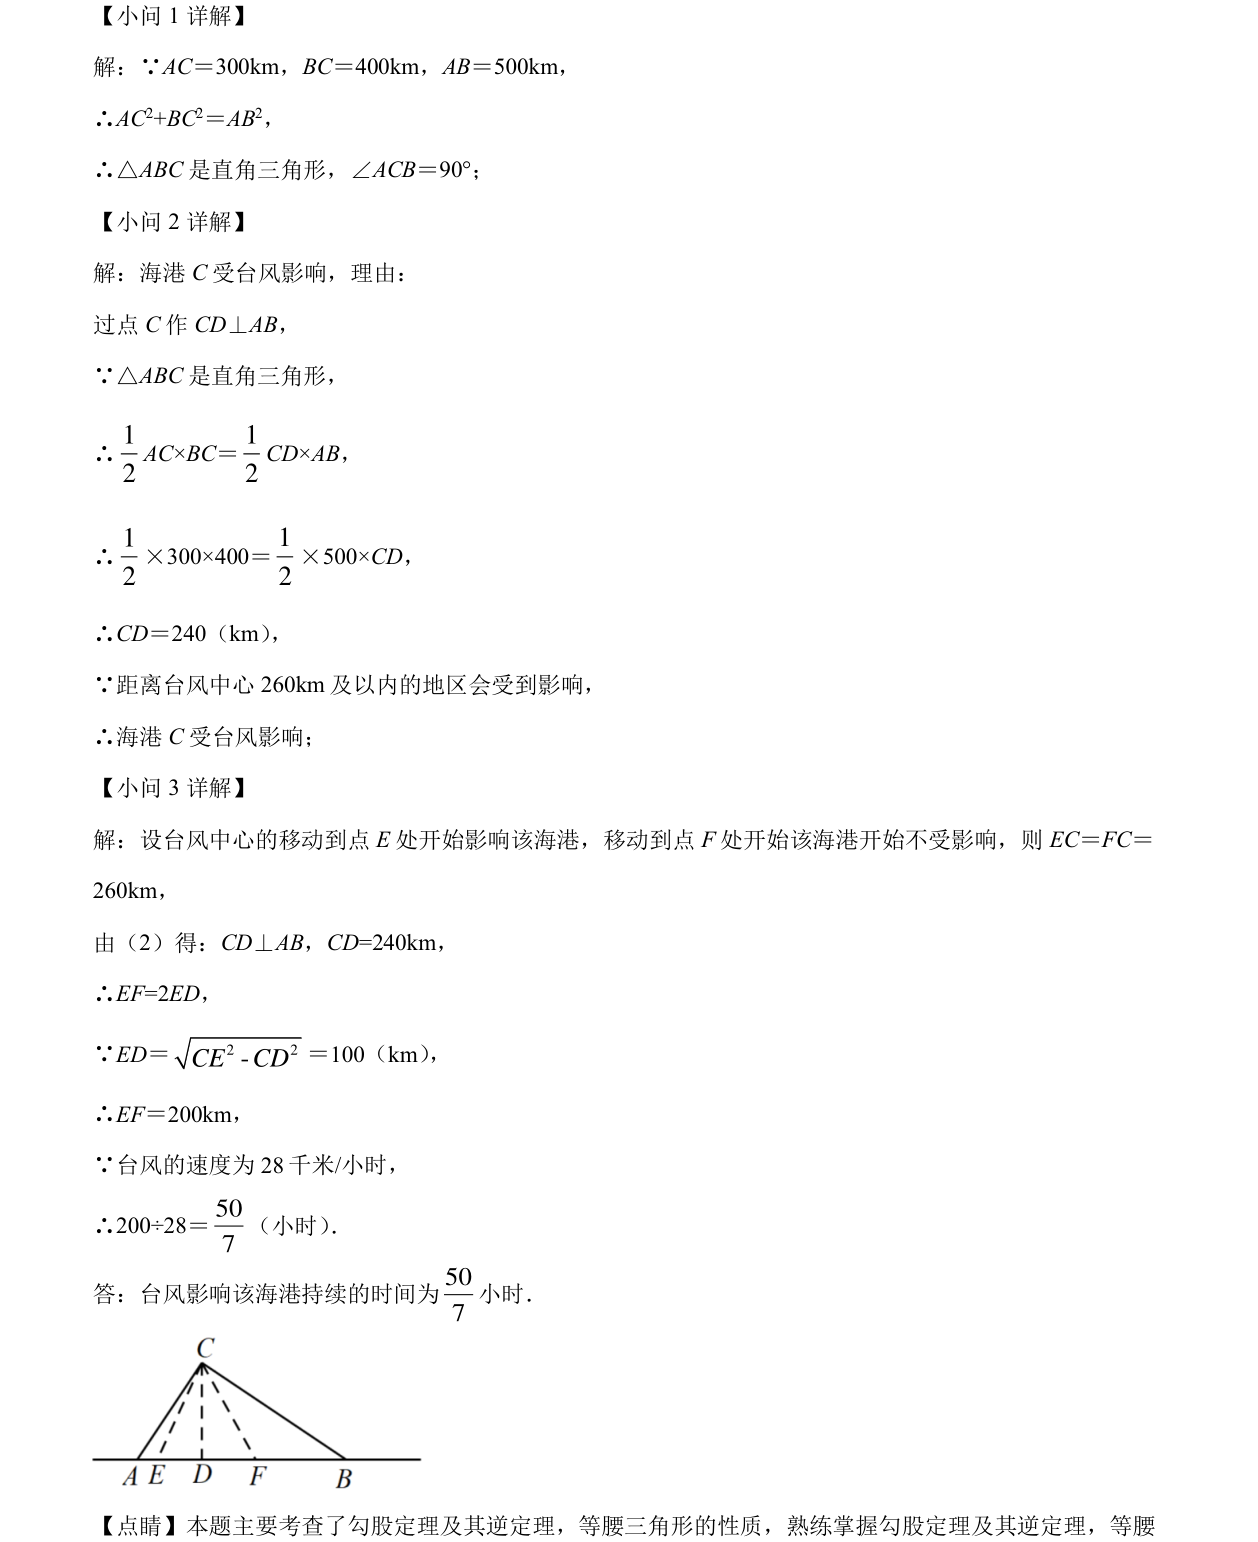 【小问 1 详解】
解：∵AC＝300km，BC＝400km，AB＝500km，
∴AC²+BC²＝AB²，
∴△ABC 是直角三角形，∠ACB＝90°；
【小问 2 详解】
解：海港 C 受台风影响，理由：
过点 C 作 CD⊥AB，
∵△ABC 是直角三角形，
∴1/2 AC×BC＝1/2 CD×AB，
∴1/2 ×300×400＝1/2 ×500×CD，
∴CD＝240（km），
∵距离台风中心 260km 及以内的地区会受到影响，
∴海港 C 受台风影响；
【小问 3 详解】
解：设台风中心的移动到点 E 处开始影响该海港，移动到点 F 处开始该海港开始不受影响，则 EC＝FC＝
260km，
由（2）得：CD⊥AB，CD=240km，
∴EF=2ED，
∵ED＝√(CE² - CD²) ＝100（km），
∴EF＝200km，
∵台风的速度为 28 千米/小时，
∴200÷28＝50/7（小时）．
答：台风影响该海港持续的时间为50/7小时．
C
A E D F B
【点睛】本题主要考查了勾股定理及其逆定理，等腰三角形的性质，熟练掌握勾股定理及其逆定理，等腰